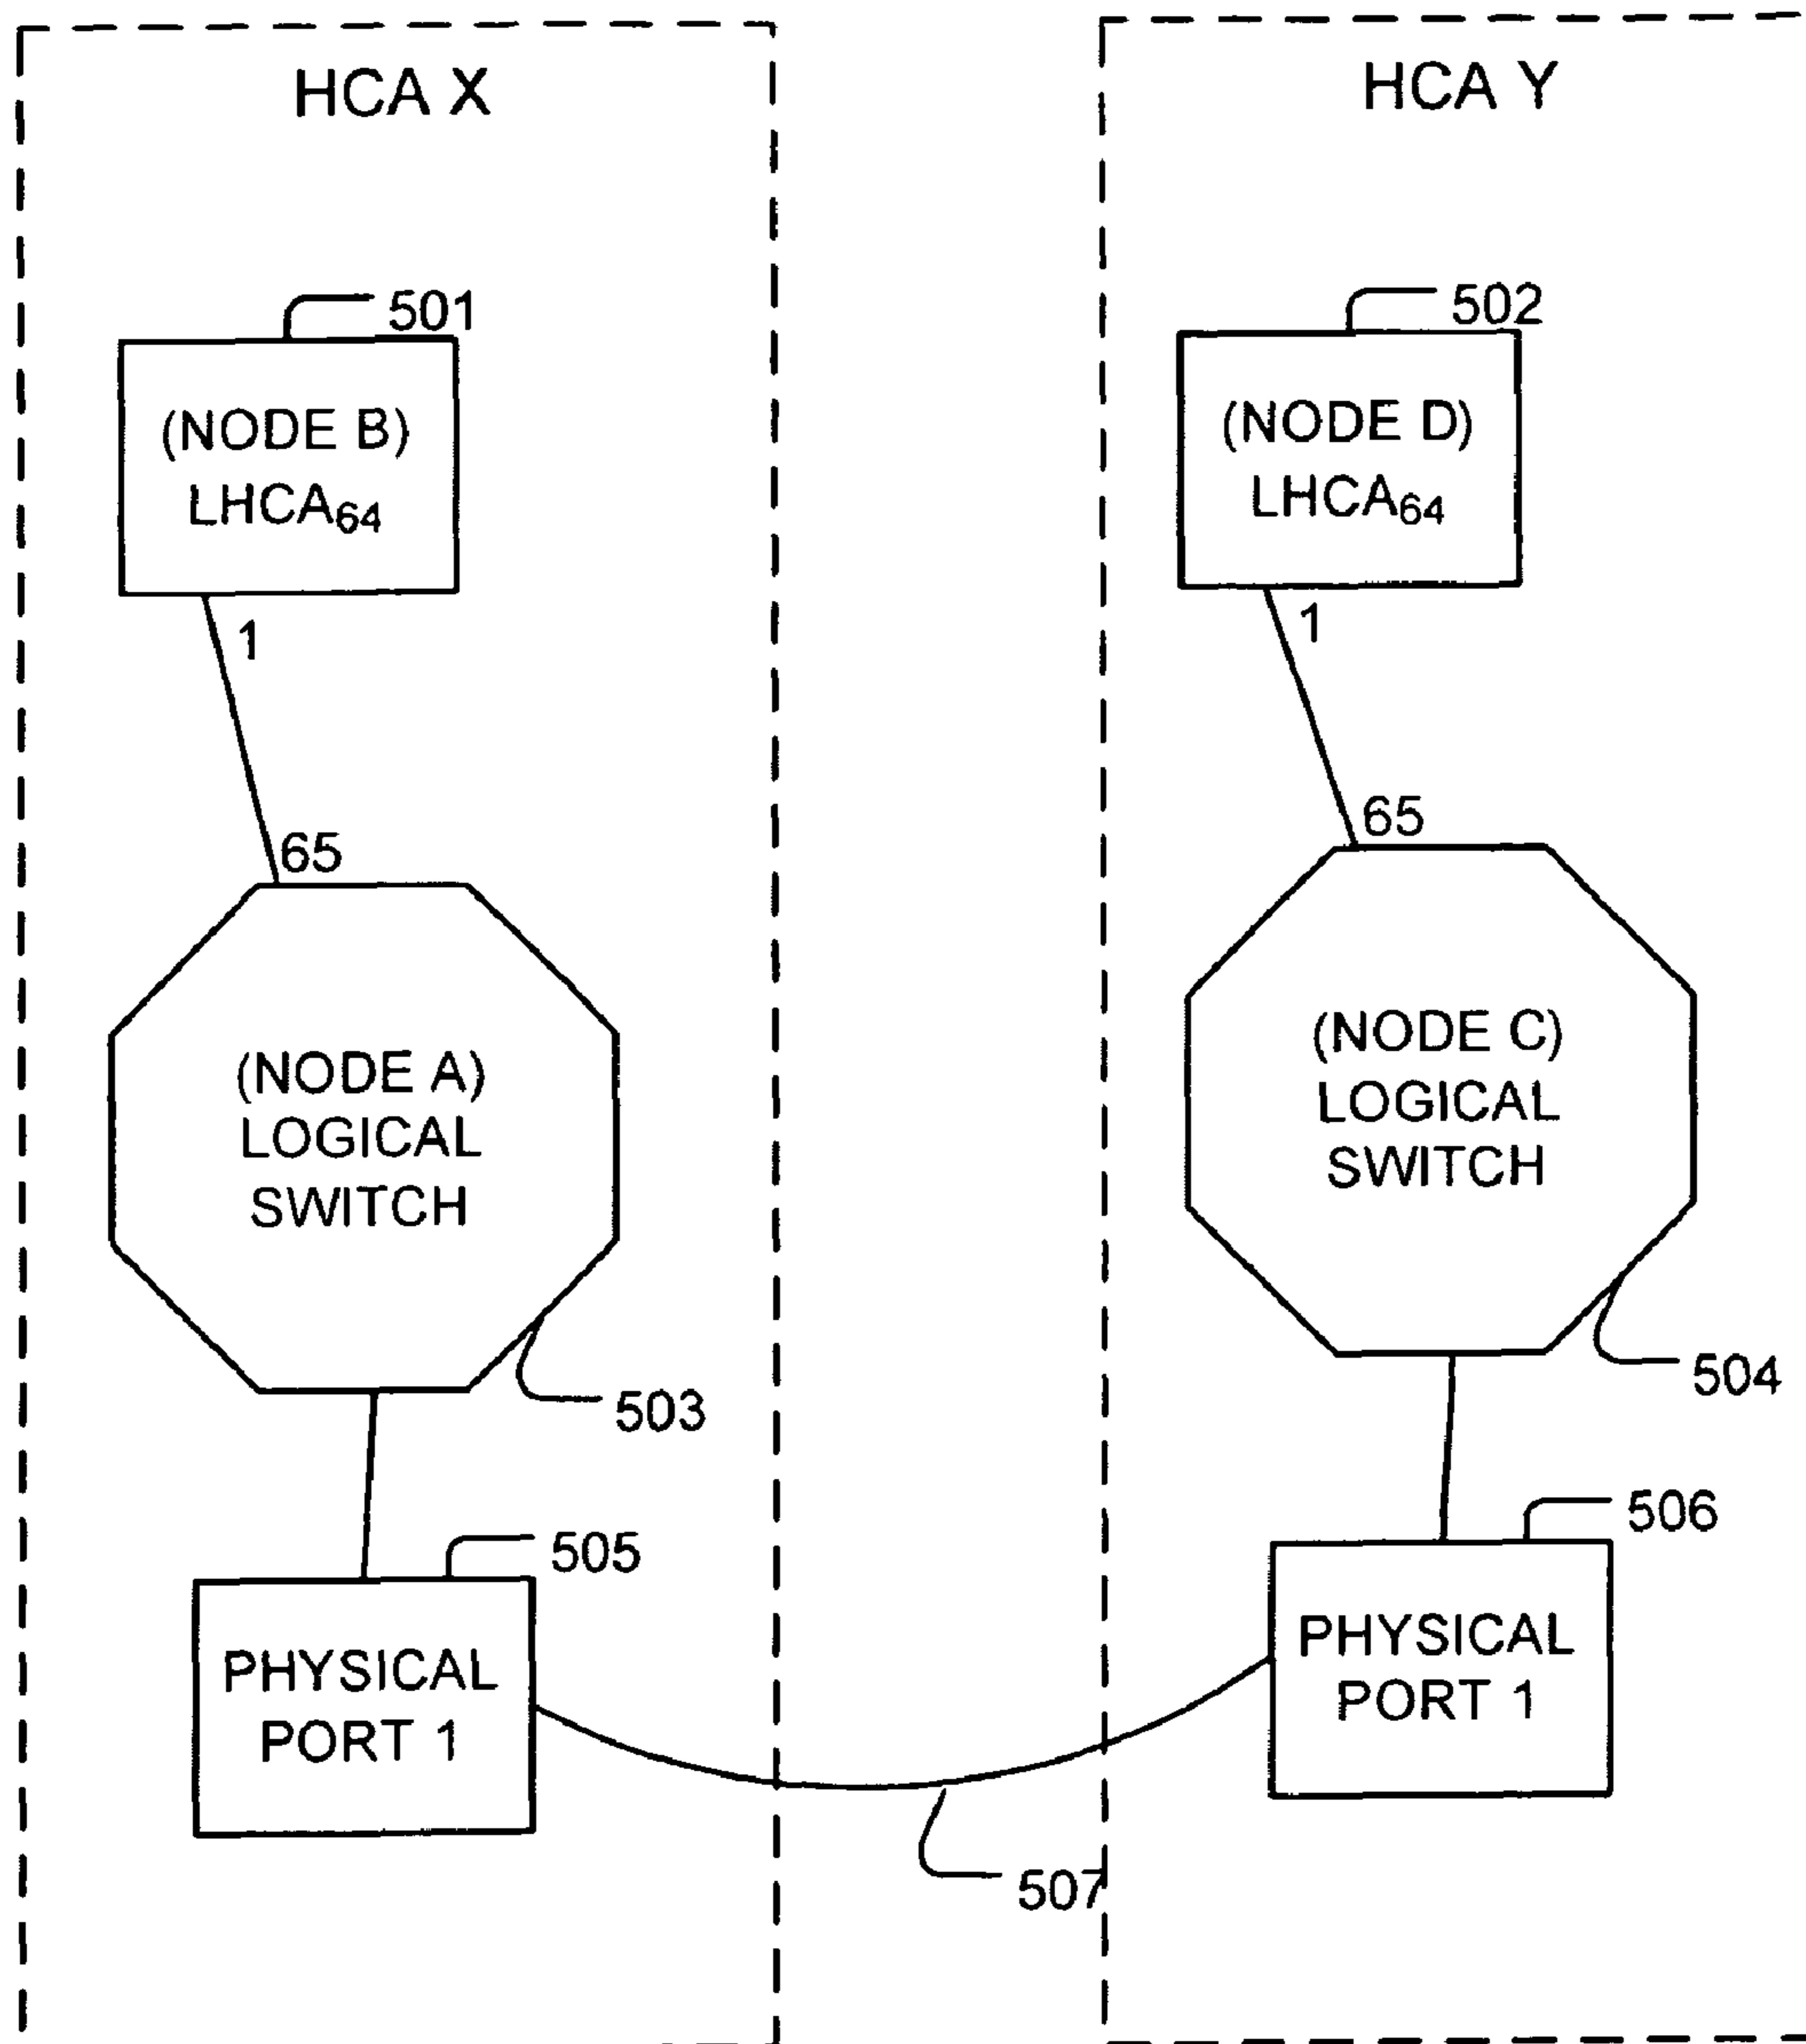 HCA X
HCA Y
501
(NODE B)
LHCA64
1
65
(NODE A)
LOGICAL
SWITCH
503
505
PHYSICAL
PORT 1
507
502
(NODE D)
LHCA64
1
65
(NODE C)
LOGICAL
SWITCH
504
506
PHYSICAL
PORT 1